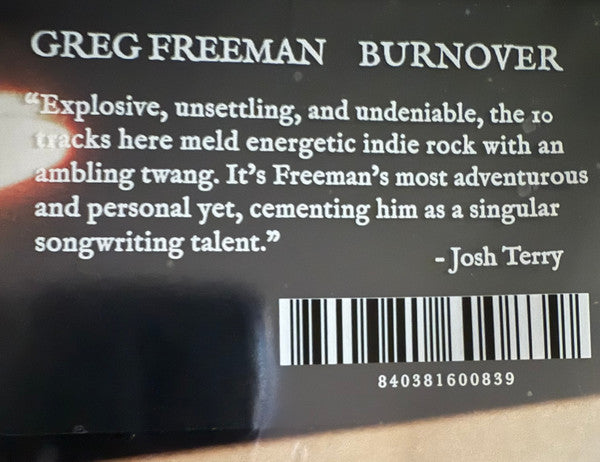 GREG FREEMAN BURNOVER
“Explosive, unsettling, and undeniable, the 10
tracks here meld energetic indie rock with an
ambling twang. It’s Freeman’s most adventurous
and personal yet, cementing him as a singular
songwriting talent.”
- Josh Terry
840381600839